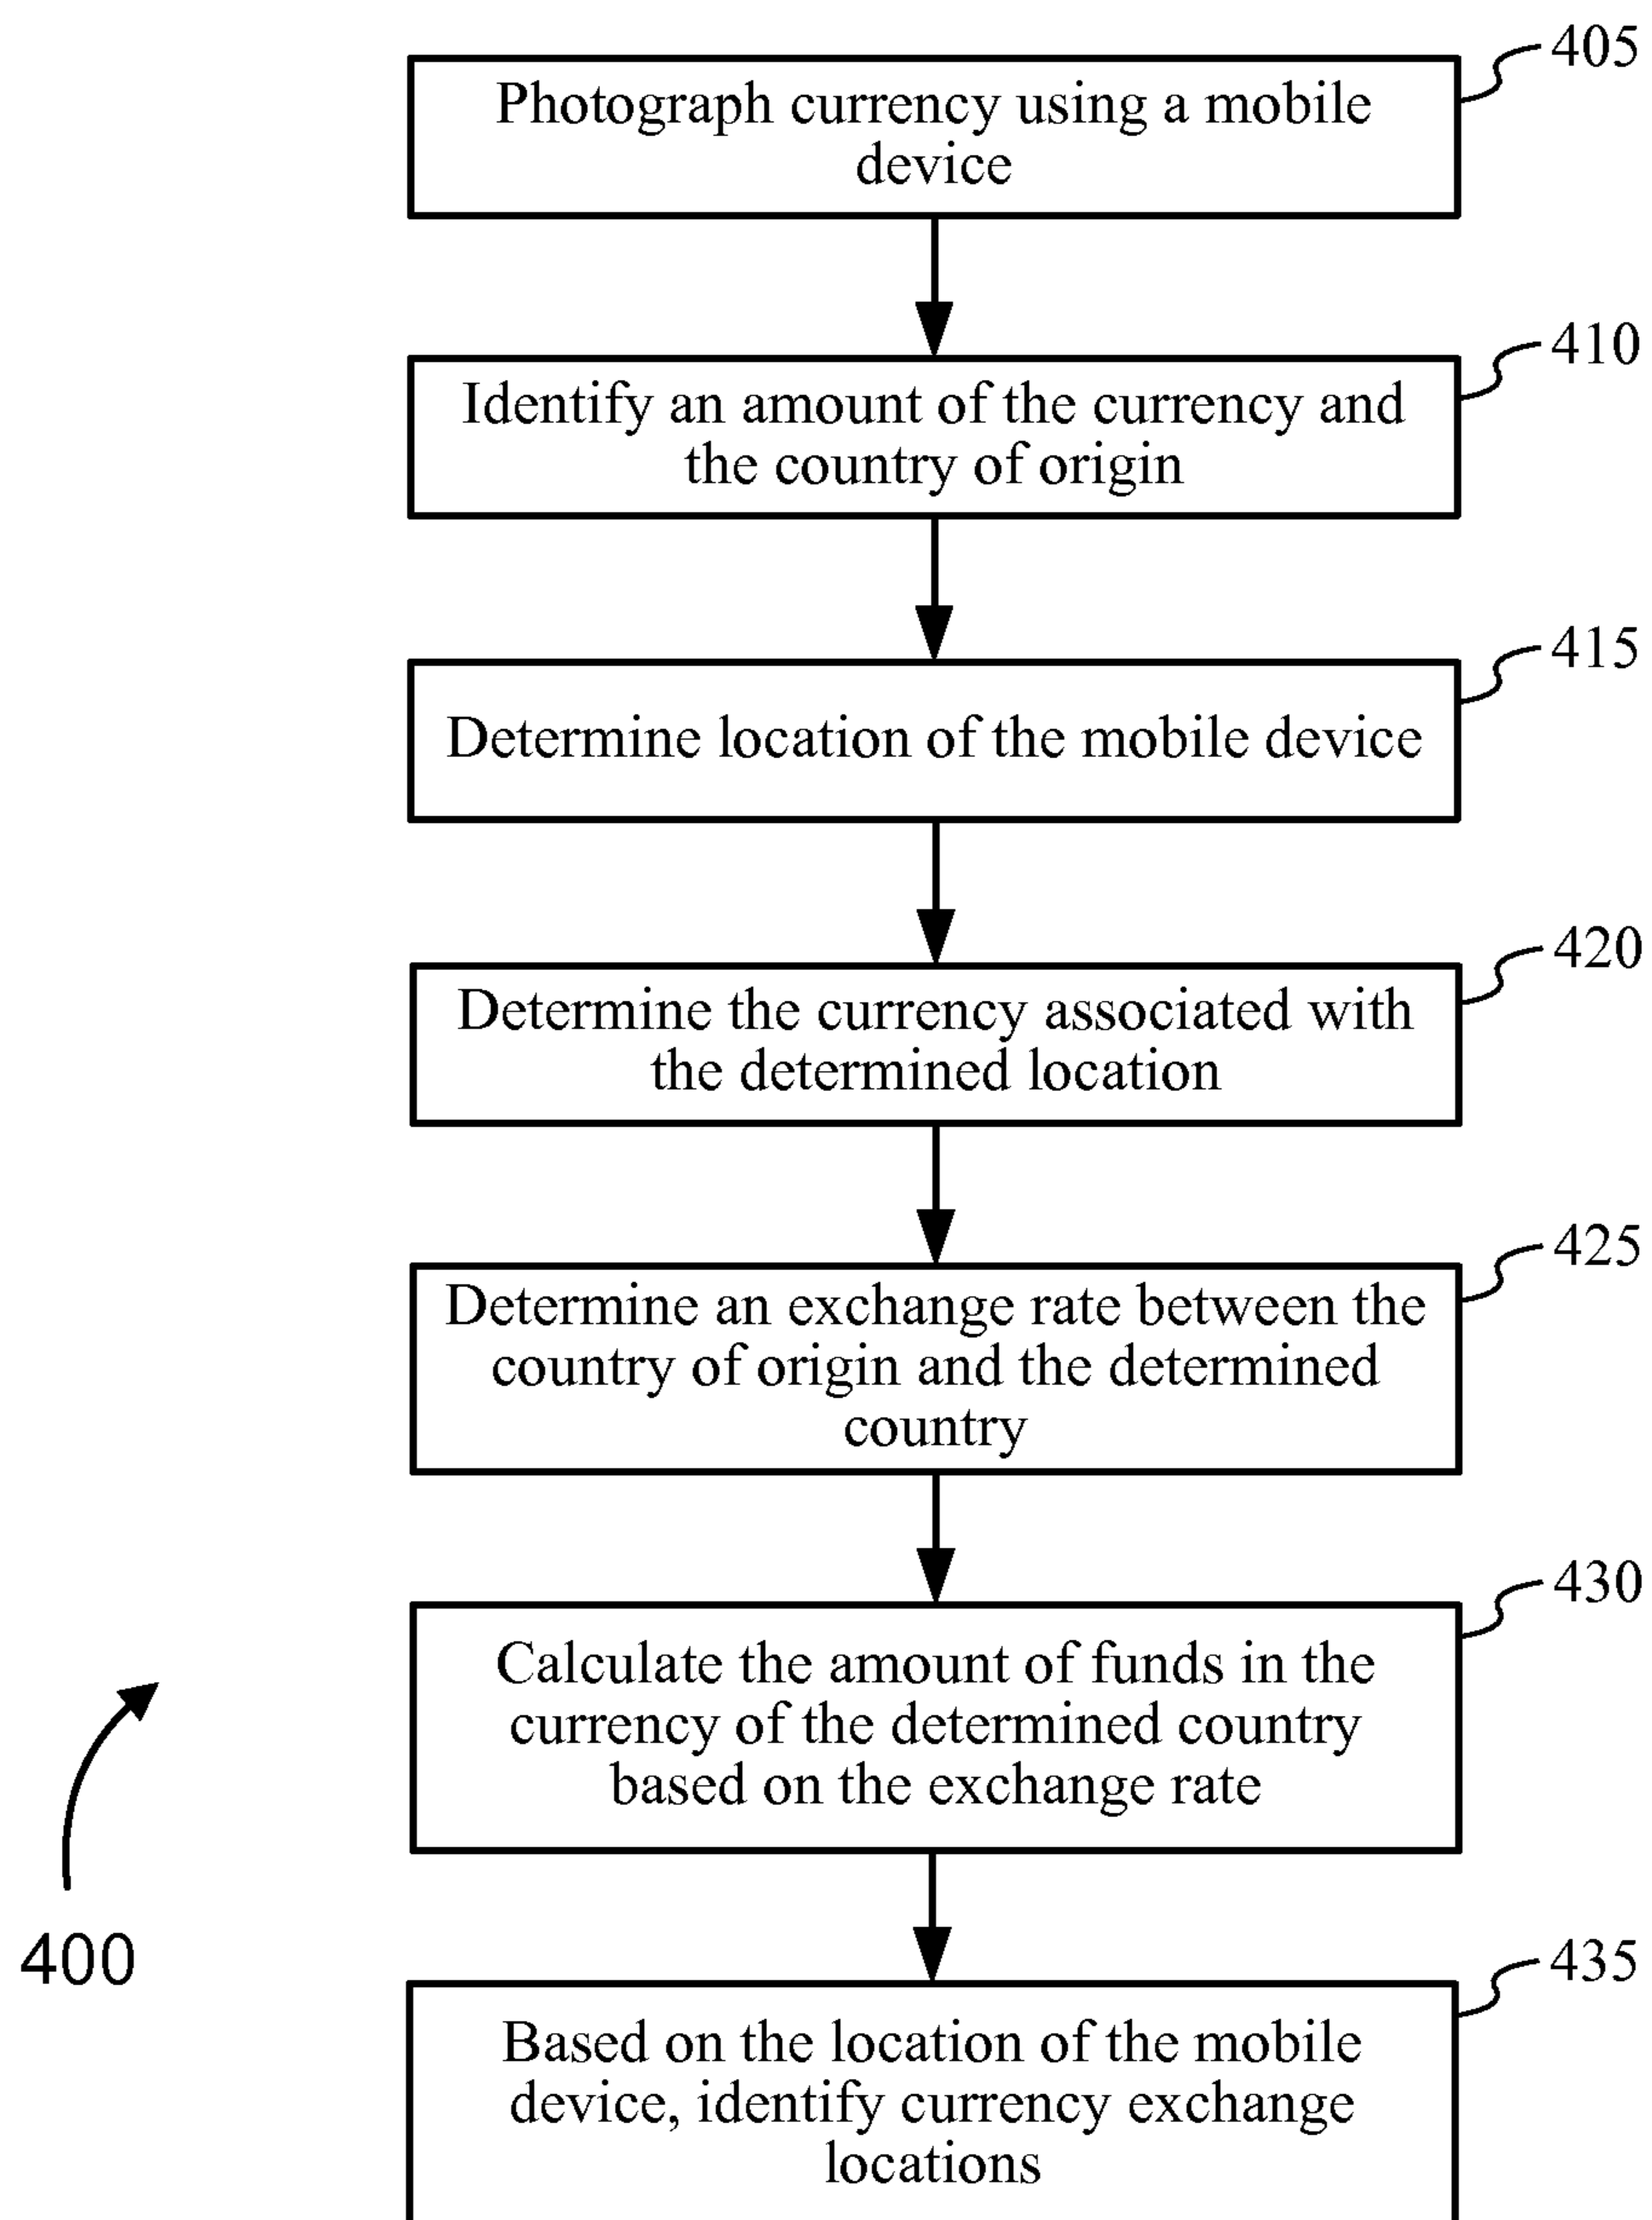 405
Photograph currency using a mobile
device
410
Identify an amount of the currency and
the country of origin
415
Determine location of the mobile device
420
Determine the currency associated with
the determined location
425
Determine an exchange rate between the
country of origin and the determined
country
430
Calculate the amount of funds in the
currency of the determined country
based on the exchange rate
400
435
Based on the location of the mobile
device, identify currency exchange
locations